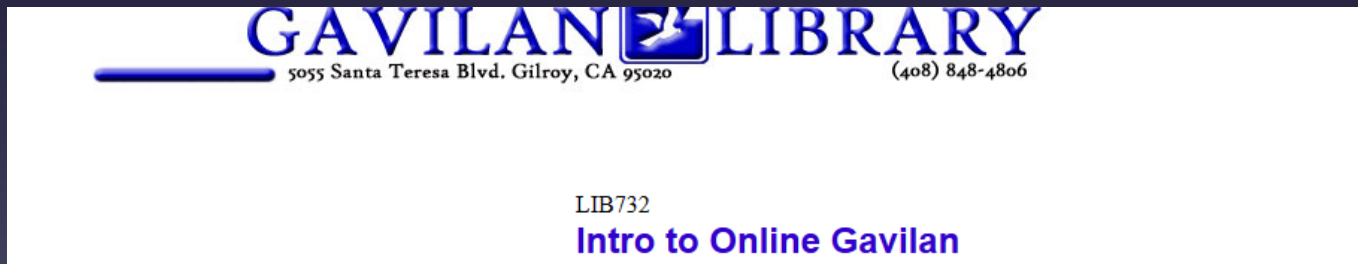 GAVILAN LIBRARY
5055 Santa Teresa Blvd. Gilroy, CA 95020 (408) 848-4806
LIB732
Intro to Online Gavilan